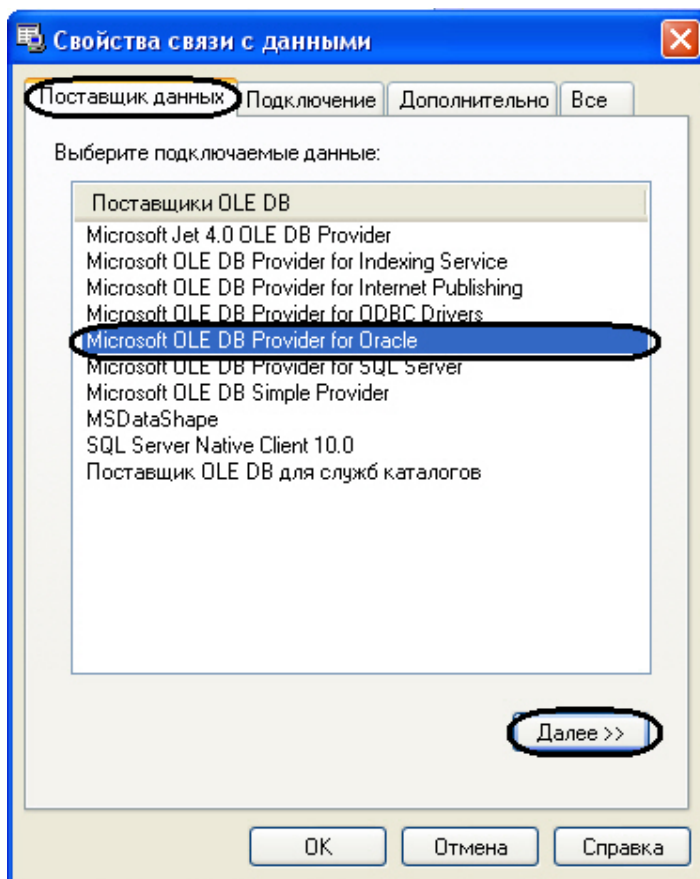 Свойства связи с данными
Поставщик данных Подключение Дополнительно Все
Выберите подключаемые данные:
Поставщики OLE DB
Microsoft Jet 4.0 OLE DB Provider
Microsoft OLE DB Provider for Indexing Service
Microsoft OLE DB Provider for Internet Publishing
Microsoft OLE DB Provider for ODBC Drivers
Microsoft OLE DB Provider for Oracle
Microsoft OLE DB Provider for SQL Server
Microsoft OLE DB Simple Provider
MSDataShape
SQL Server Native Client 10.0
Поставщик OLE DB для служб каталогов
Далее >>
ОК Отмена Справка